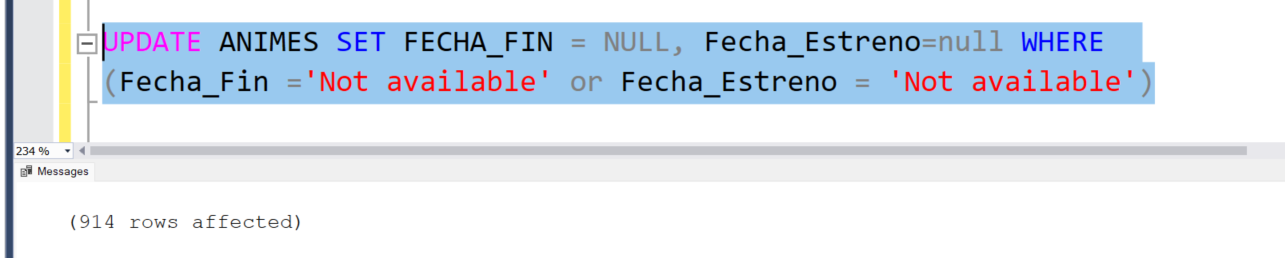 UPDATE ANIMES SET FECHA_FIN = NULL, Fecha_Estreno=null WHERE
(Fecha_Fin ='Not available' or Fecha_Estreno = 'Not available')
234 %
Messages
(914 rows affected)